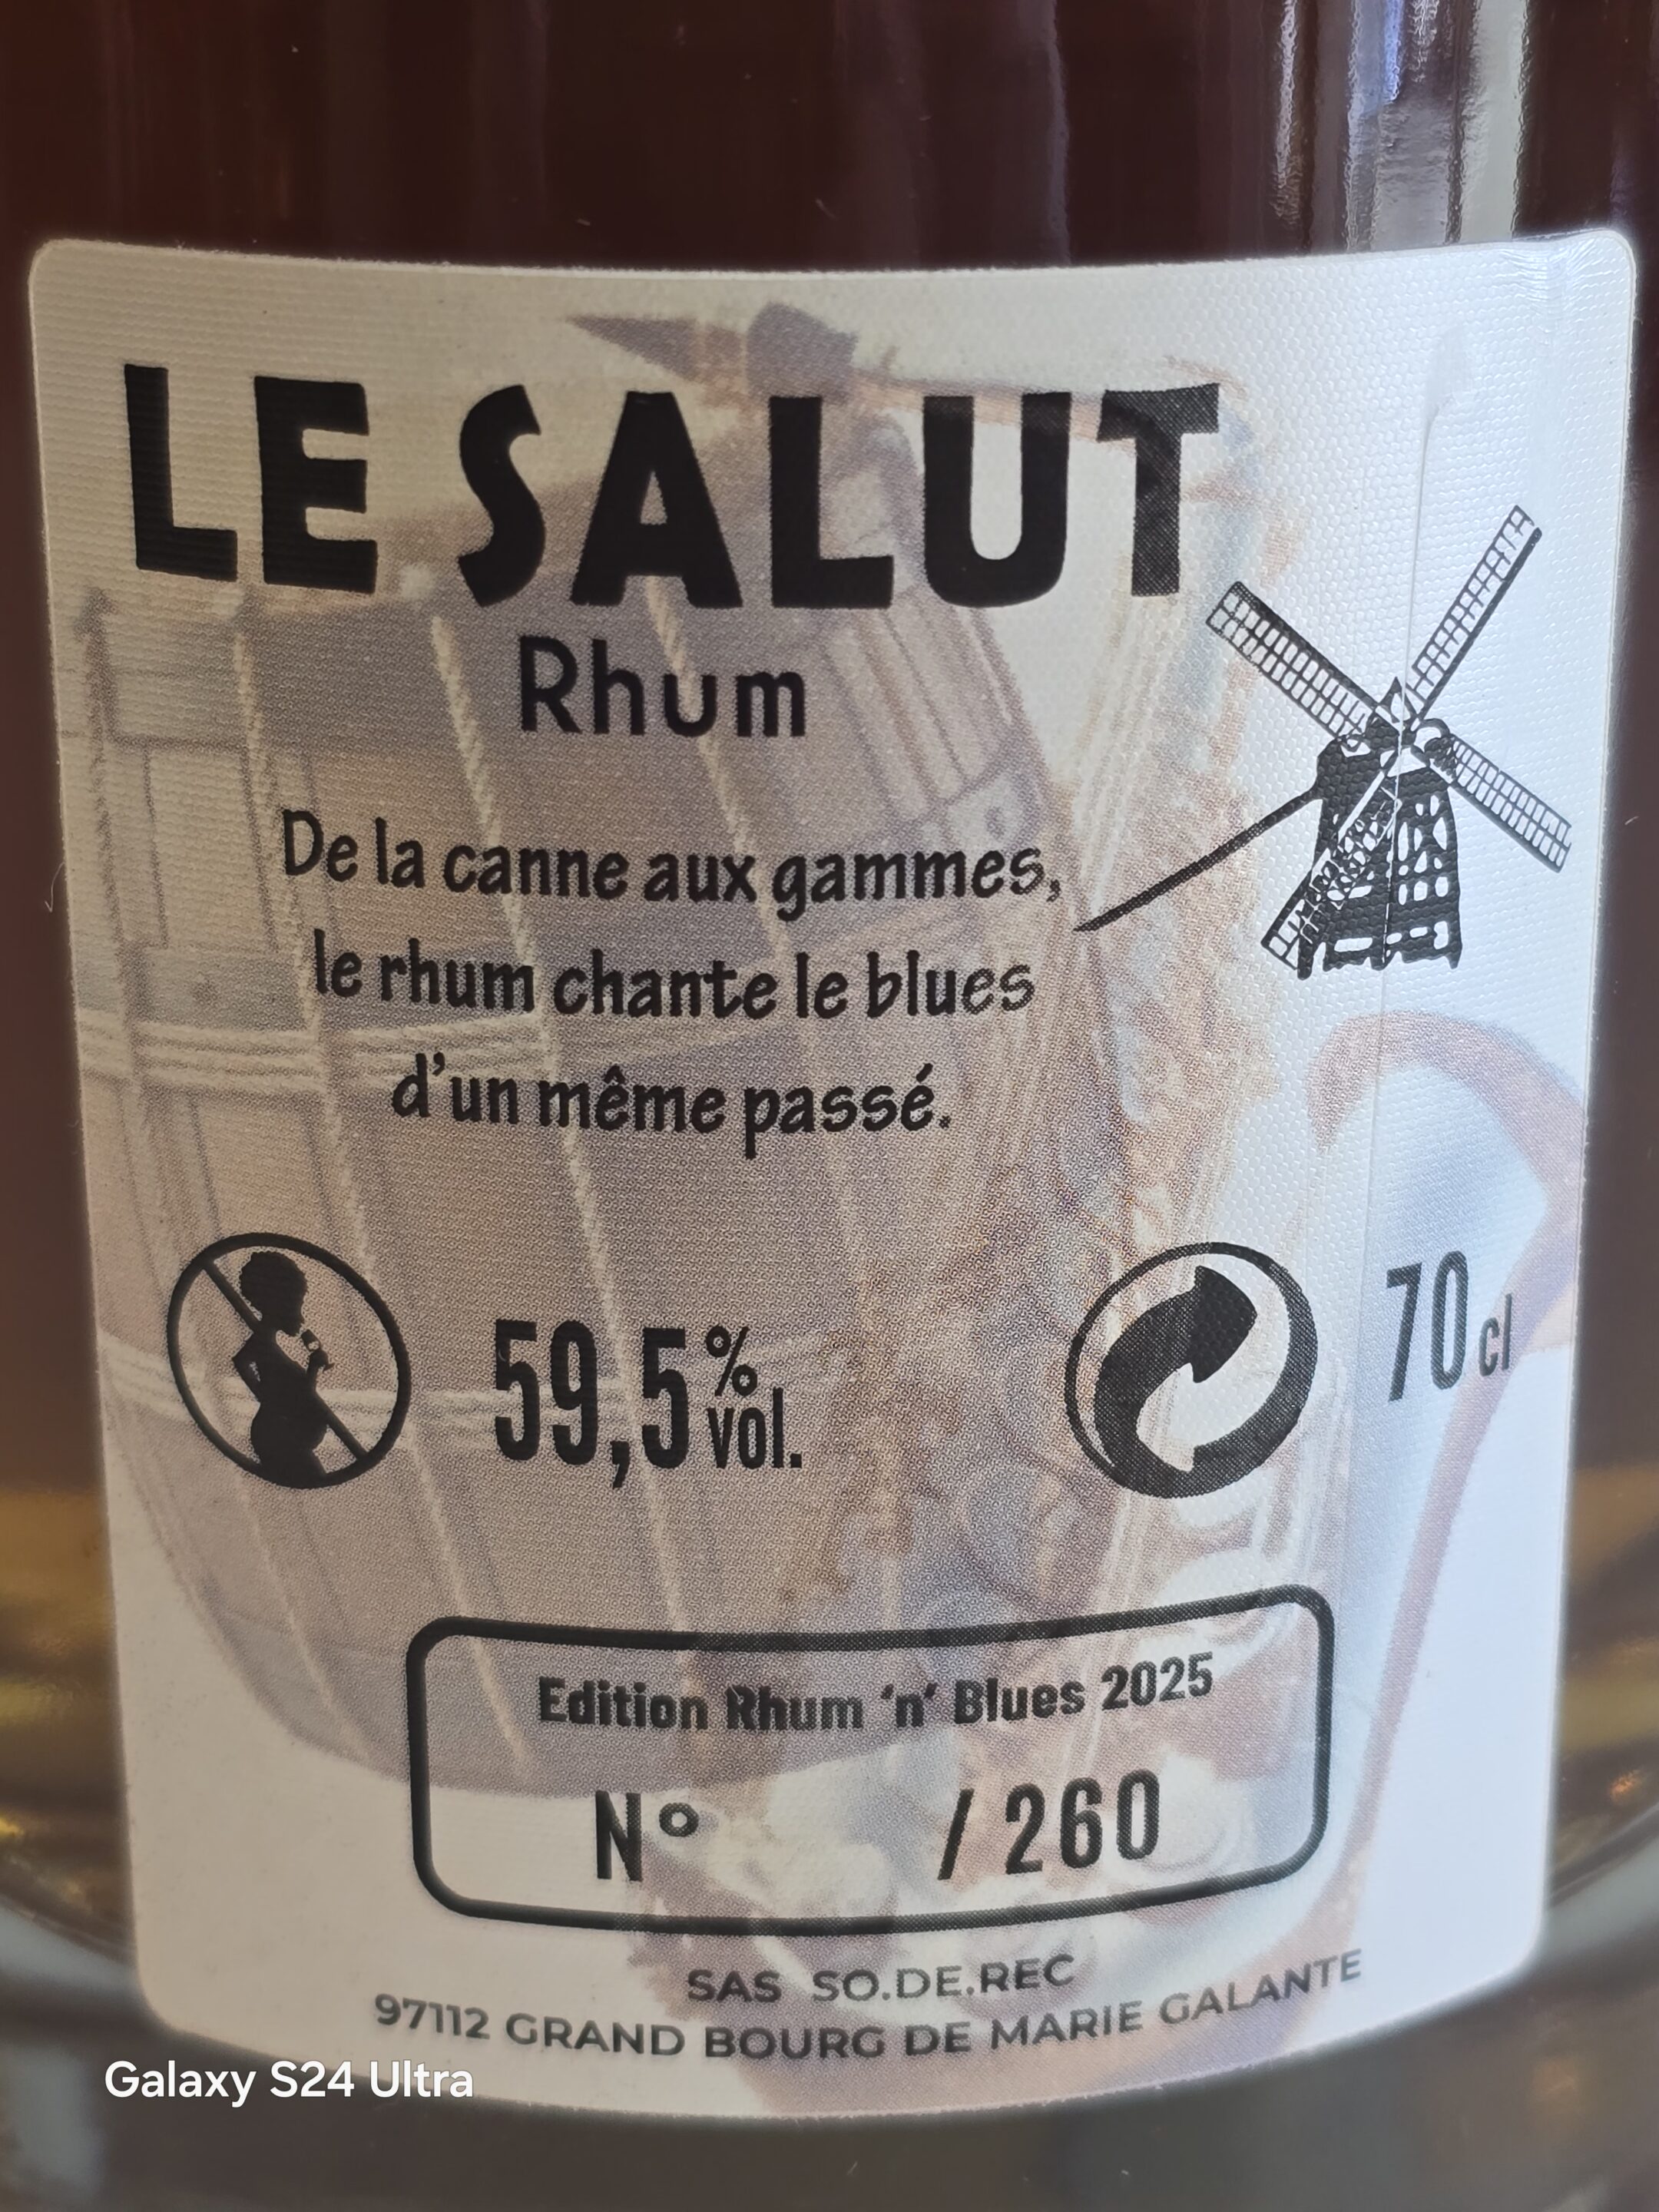 LE SALUT
Rhum
De la canne aux gammes,
le rhum chante le blues
d'un même passé.
59,5 % vol.
70 cl
Edition Rhum 'n' Blues 2025
N° / 260
SAS SO.DE.REC
97112 GRAND BOURG DE MARIE GALANTE
Galaxy S24 Ultra